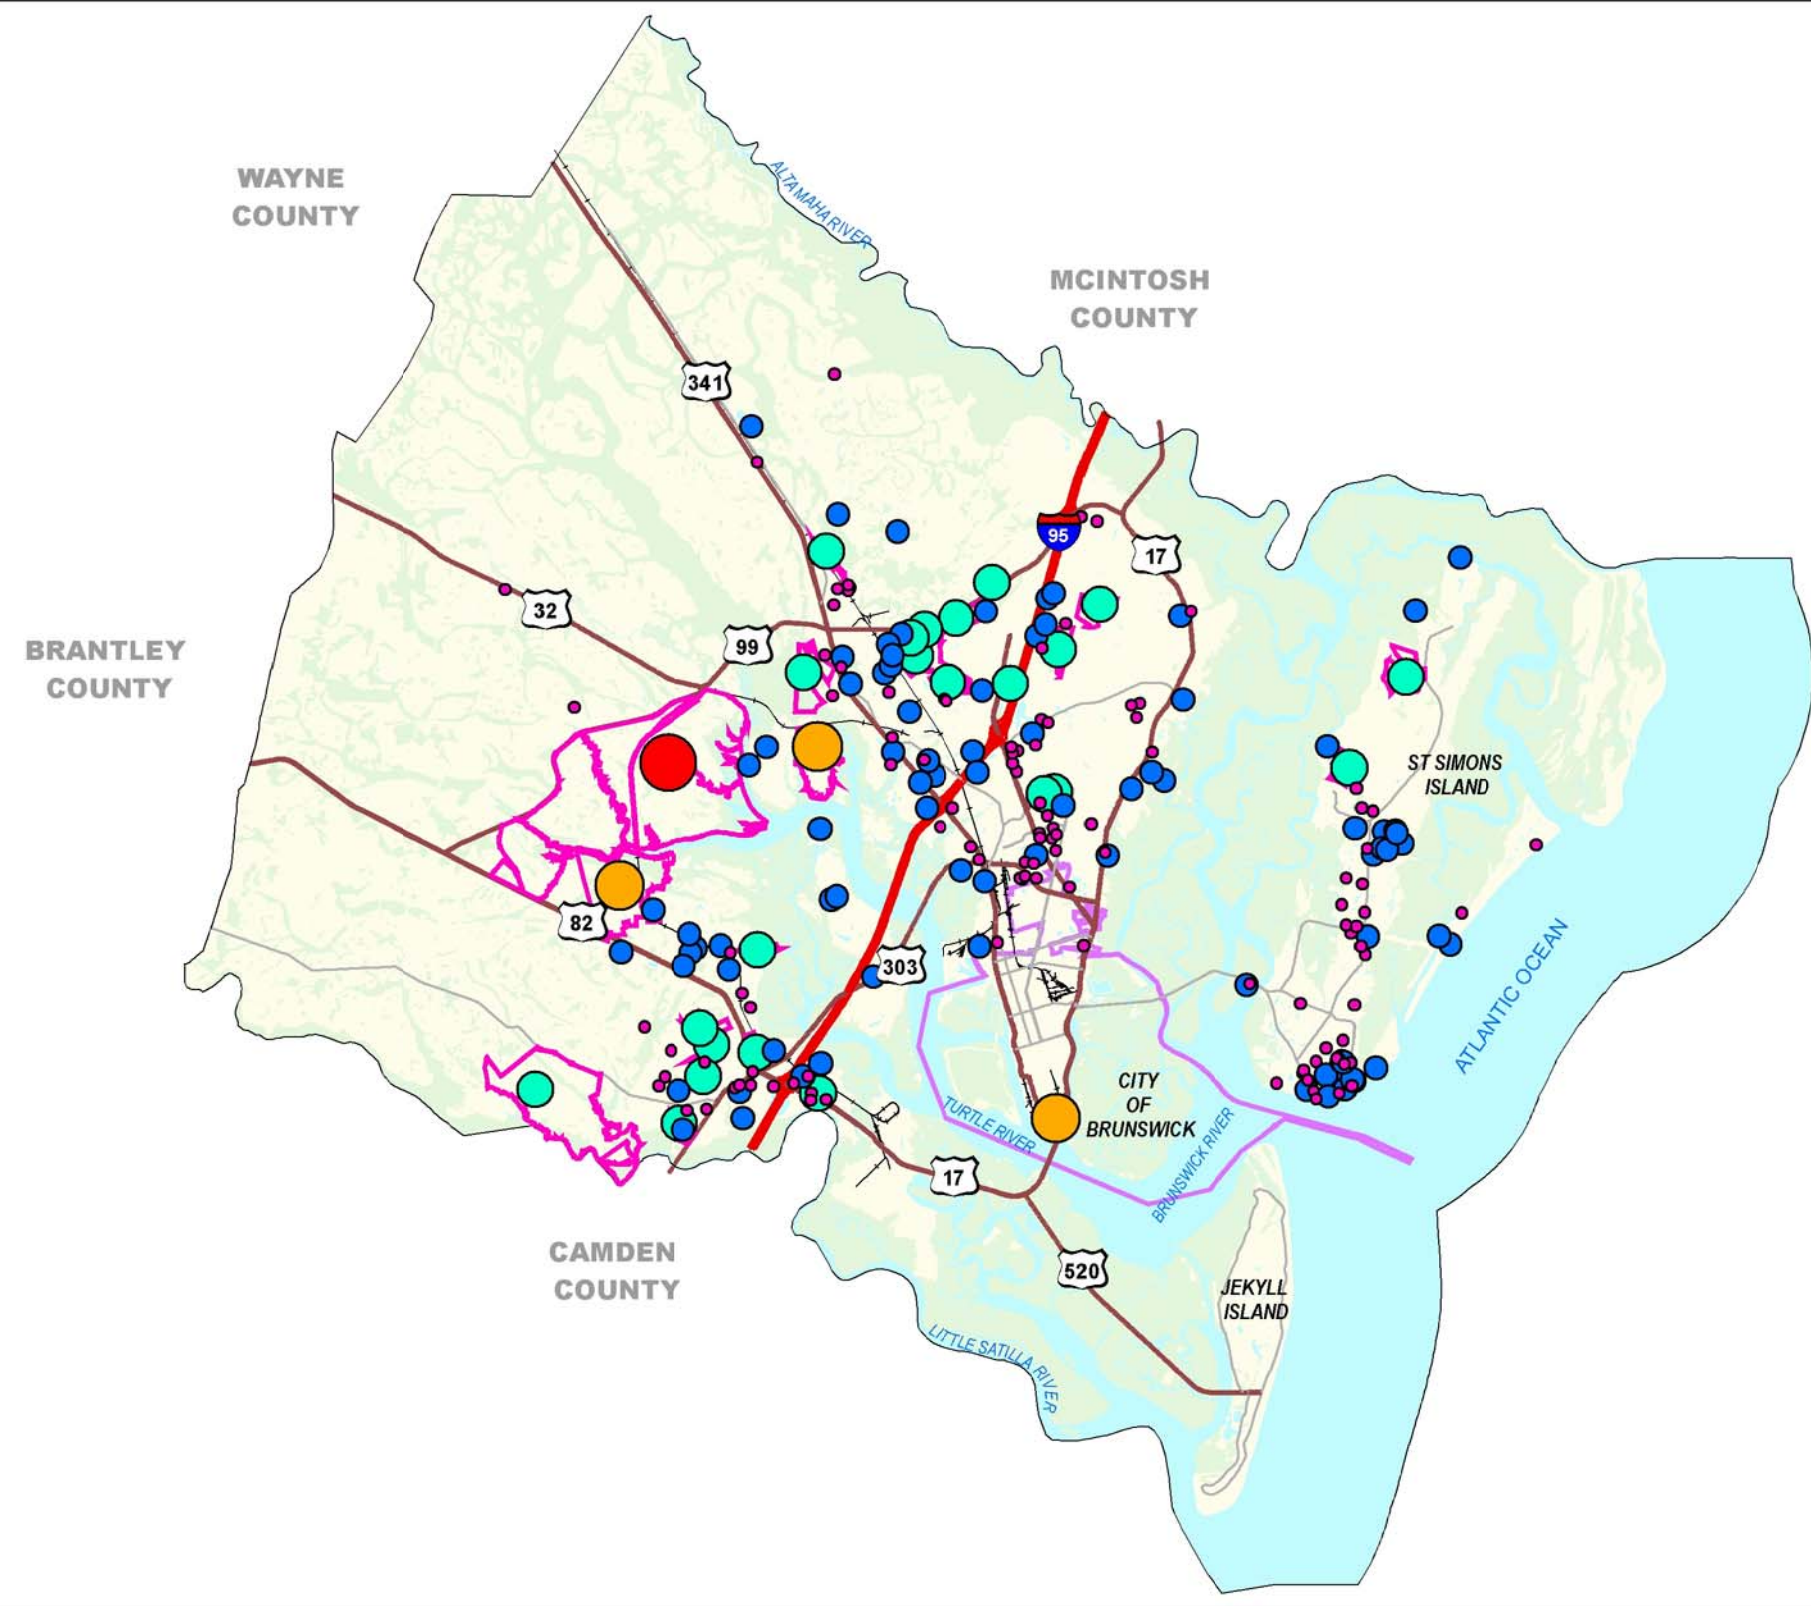 WAYNE
COUNTY
ALTAMAHA RIVER
MCINTOSH
COUNTY
341
95
17
32
99
BRANTLEY
COUNTY
ST SIMONS
ISLAND
82
303
ATLANTIC OCEAN
CITY
OF
BRUNSWICK
TURTLE RIVER
BRUNSWICK RIVER
17
CAMDEN
COUNTY
520
JEKYLL
ISLAND
LITTLE SATILLA RIVER